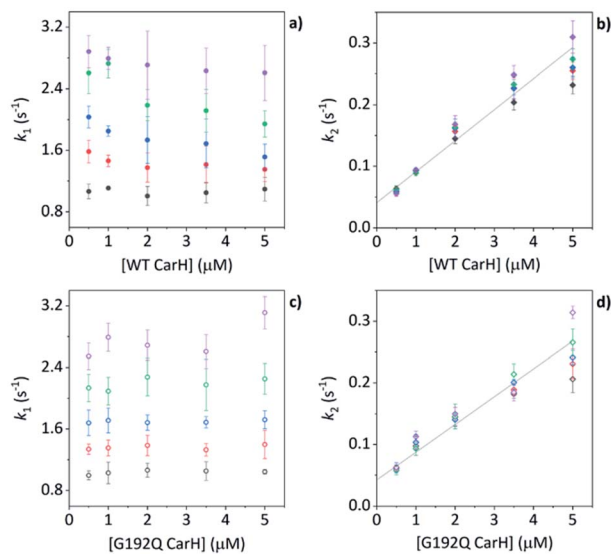 a)
3.2
2.4
1.6
0.8
k₁ (s⁻¹)
0 1 2 3 4 5
[WT CarH] (μM)
b)
0.3
0.2
0.1
0.0
k₂ (s⁻¹)
0 1 2 3 4 5
[WT CarH] (μM)
c)
3.2
2.4
1.6
0.8
k₁ (s⁻¹)
0 1 2 3 4 5
[G192Q CarH] (μM)
d)
0.3
0.2
0.1
0.0
k₂ (s⁻¹)
0 1 2 3 4 5
[G192Q CarH] (μM)